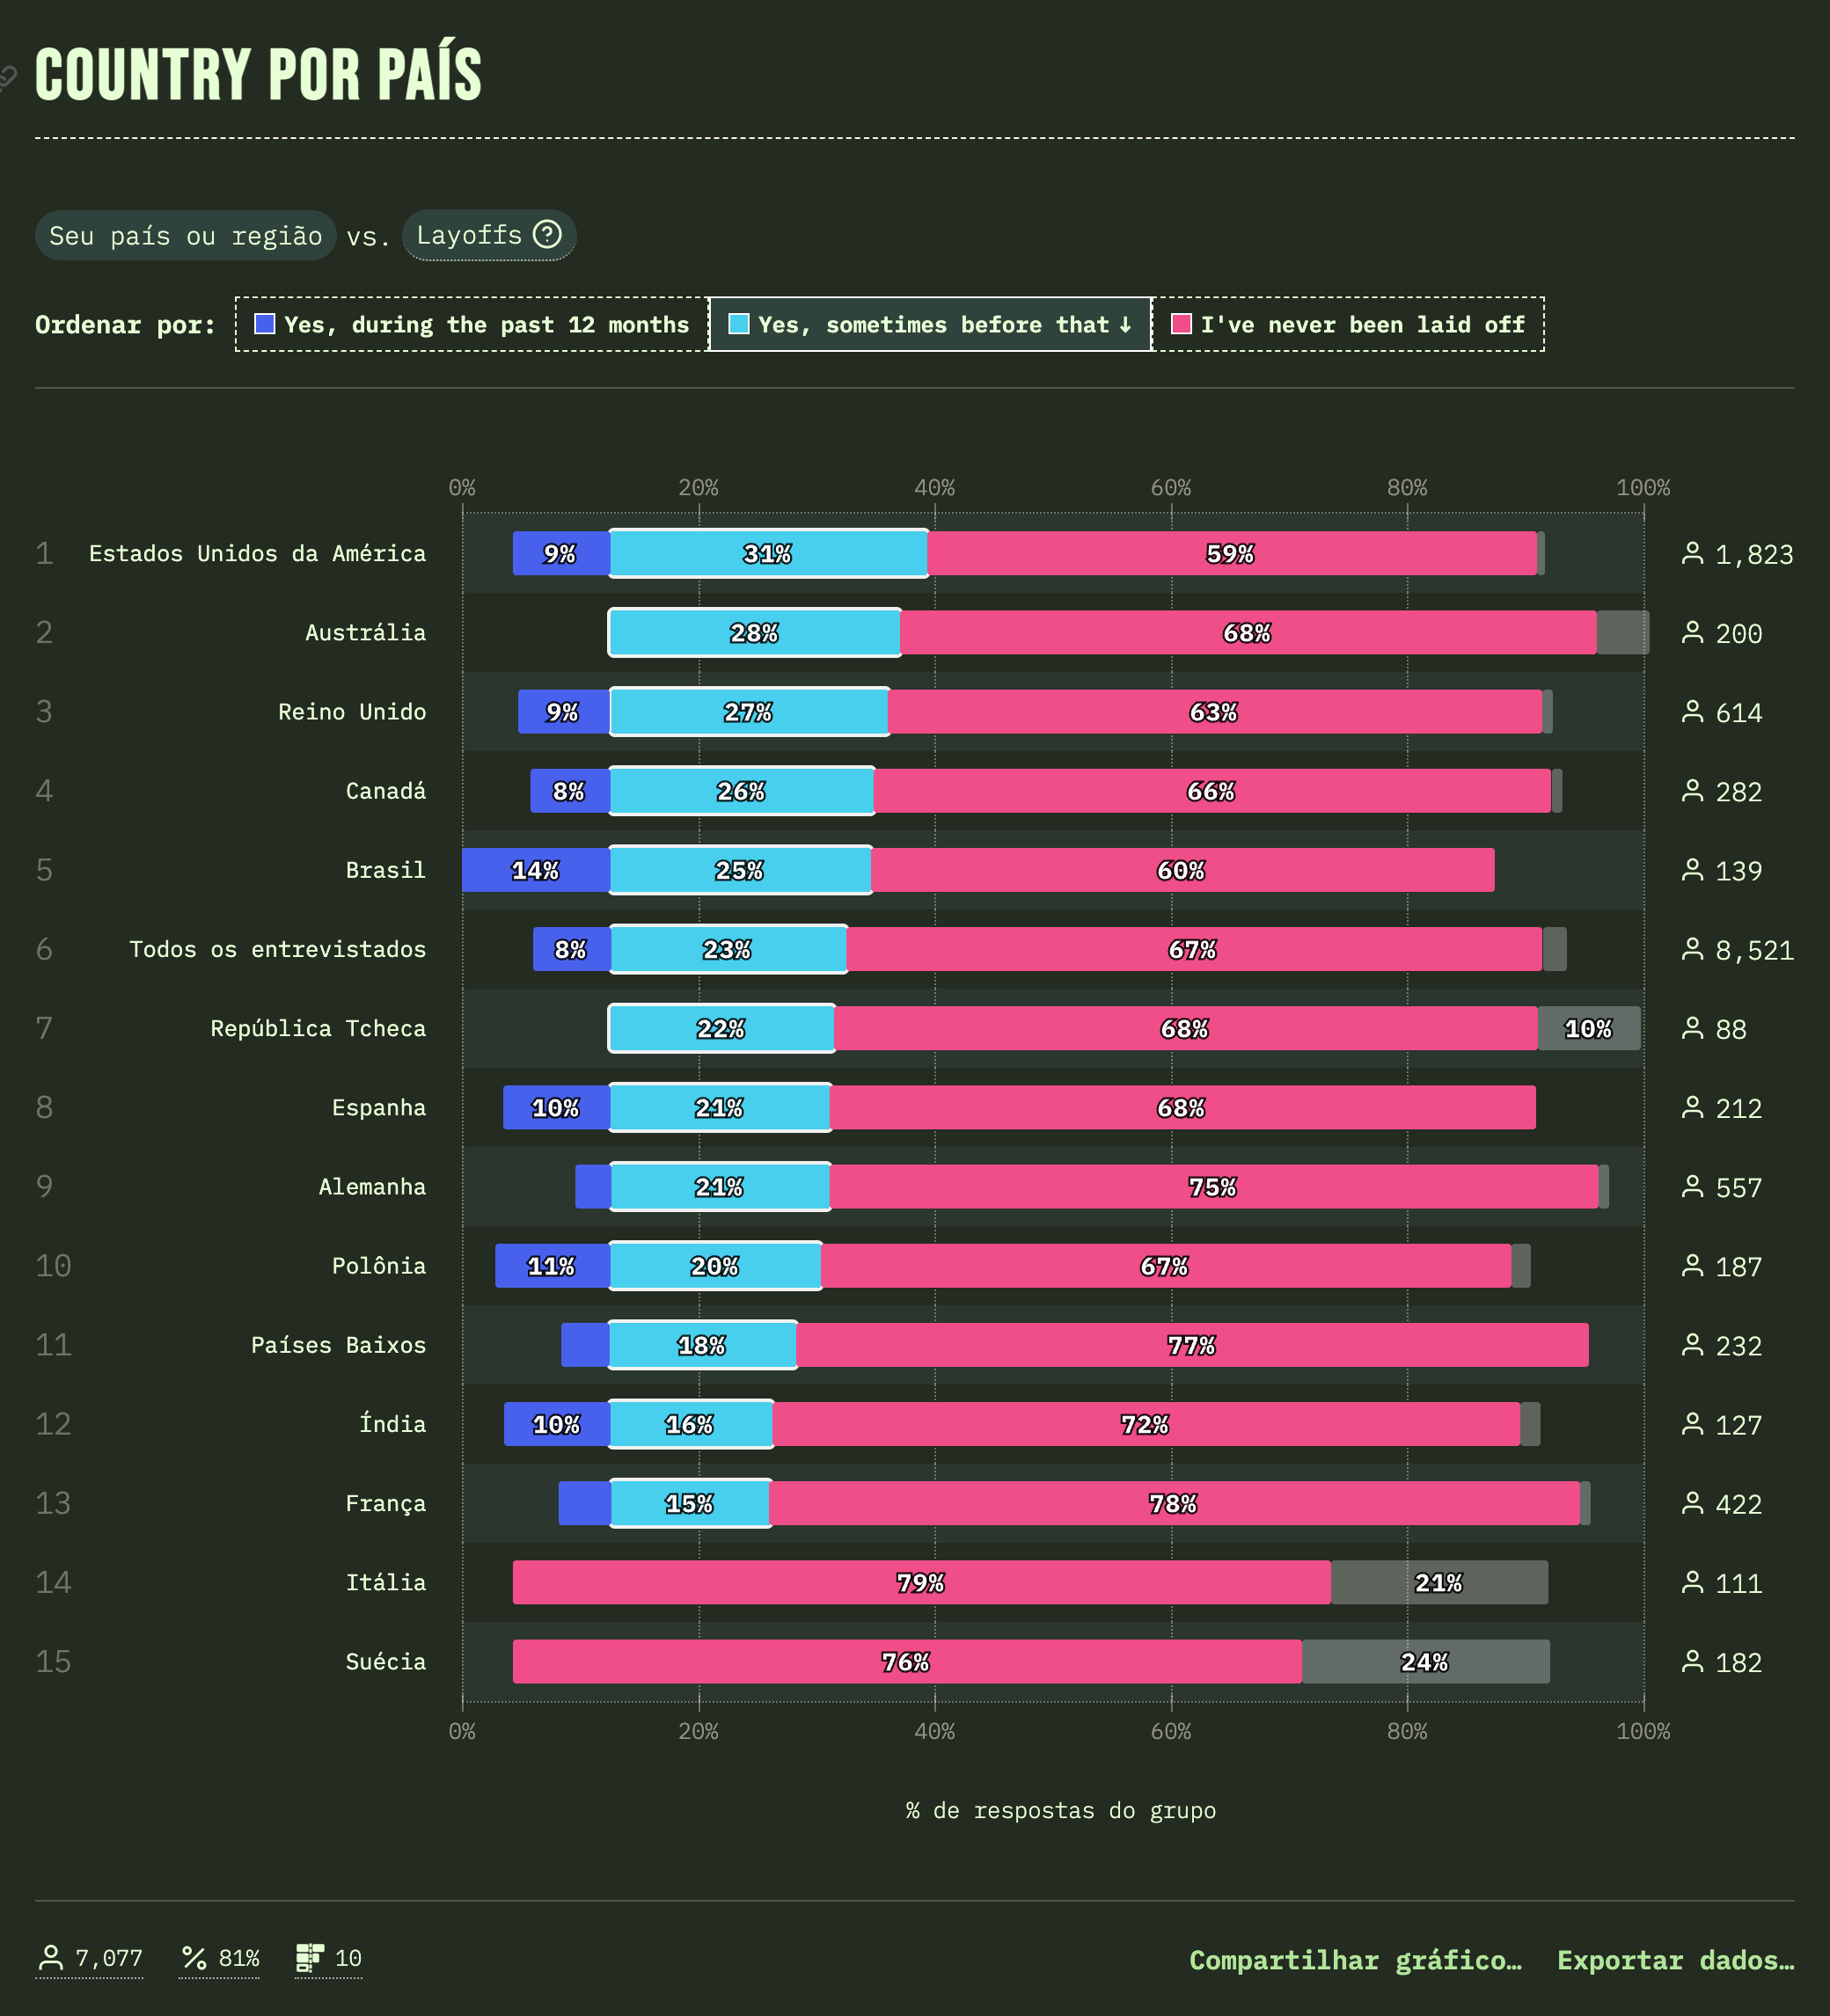 COUNTRY POR PAÍS
Seu país ou região vs. Layoffs ?
Ordenar por: Yes, during the past 12 months Yes, sometimes before that ↓ I've never been laid off
0% 20% 40% 60% 80% 100%
1 Estados Unidos da América 9% 31% 59% 1,823
2 Austrália 28% 68% 200
3 Reino Unido 9% 27% 63% 614
4 Canadá 8% 26% 66% 282
5 Brasil 14% 25% 60% 139
6 Todos os entrevistados 8% 23% 67% 8,521
7 República Tcheca 22% 68% 10% 88
8 Espanha 10% 21% 68% 212
9 Alemanha 21% 75% 557
10 Polônia 11% 20% 67% 187
11 Países Baixos 18% 77% 232
12 Índia 10% 16% 72% 127
13 França 15% 78% 422
14 Itália 79% 21% 111
15 Suécia 76% 24% 182
0% 20% 40% 60% 80% 100%
% de respostas do grupo
7,077 81% 10 Compartilhar gráfico… Exportar dados…